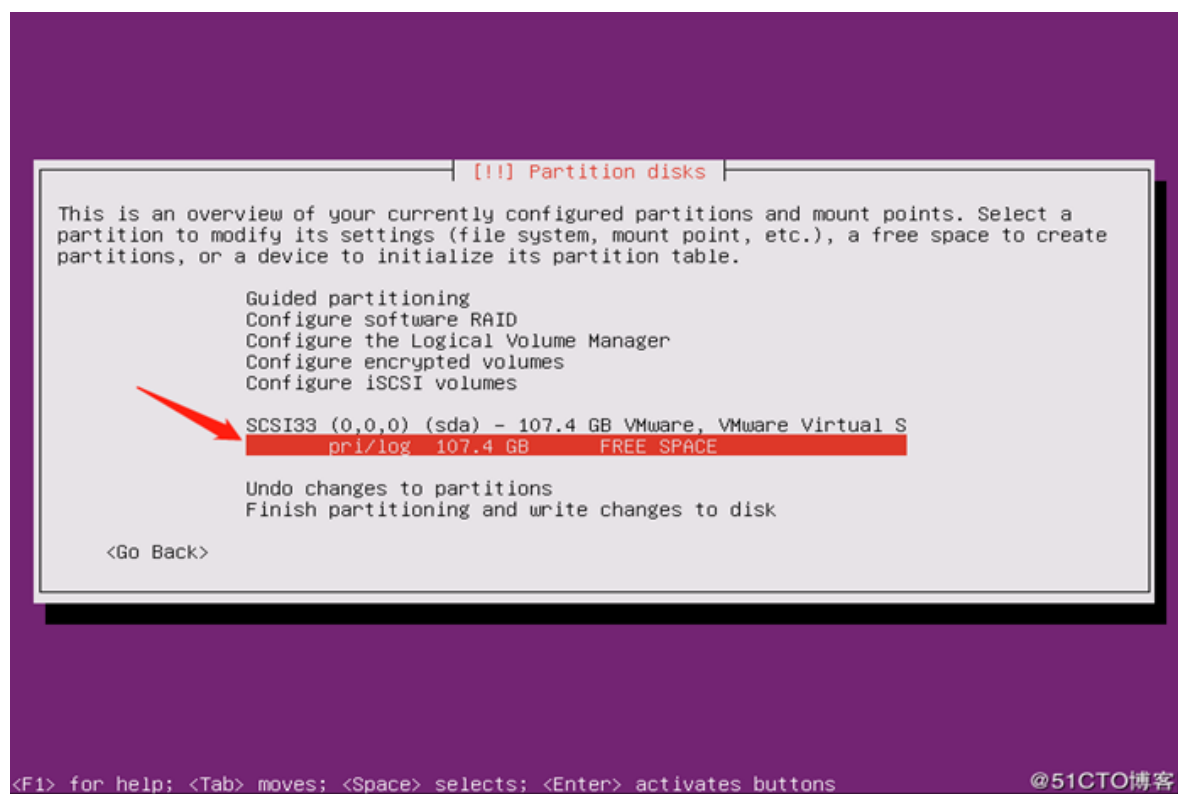 [!!] Partition disks
This is an overview of your currently configured partitions and mount points. Select a
partition to modify its settings (file system, mount point, etc.), a free space to create
partitions, or a device to initialize its partition table.
Guided partitioning
Configure software RAID
Configure the Logical Volume Manager
Configure encrypted volumes
Configure iSCSI volumes
SCSI33 (0,0,0) (sda) – 107.4 GB VMware, VMware Virtual S
pri/log 107.4 GB FREE SPACE
Undo changes to partitions
Finish partitioning and write changes to disk
<Go Back>
<F1> for help; <Tab> moves; <Space> selects; <Enter> activates buttons
@51CTO博客